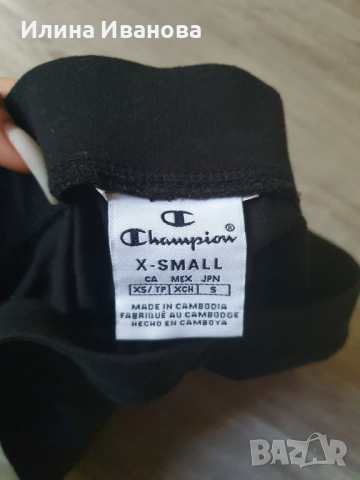 Илина Иванова
Champion®
X-SMALL
CA MEX JPN
XS/TP XCH S
MADE IN CAMBODIA
FABRIQUÉ AU CAMBODGE
HECHO EN CAMBOYA
BAZAR